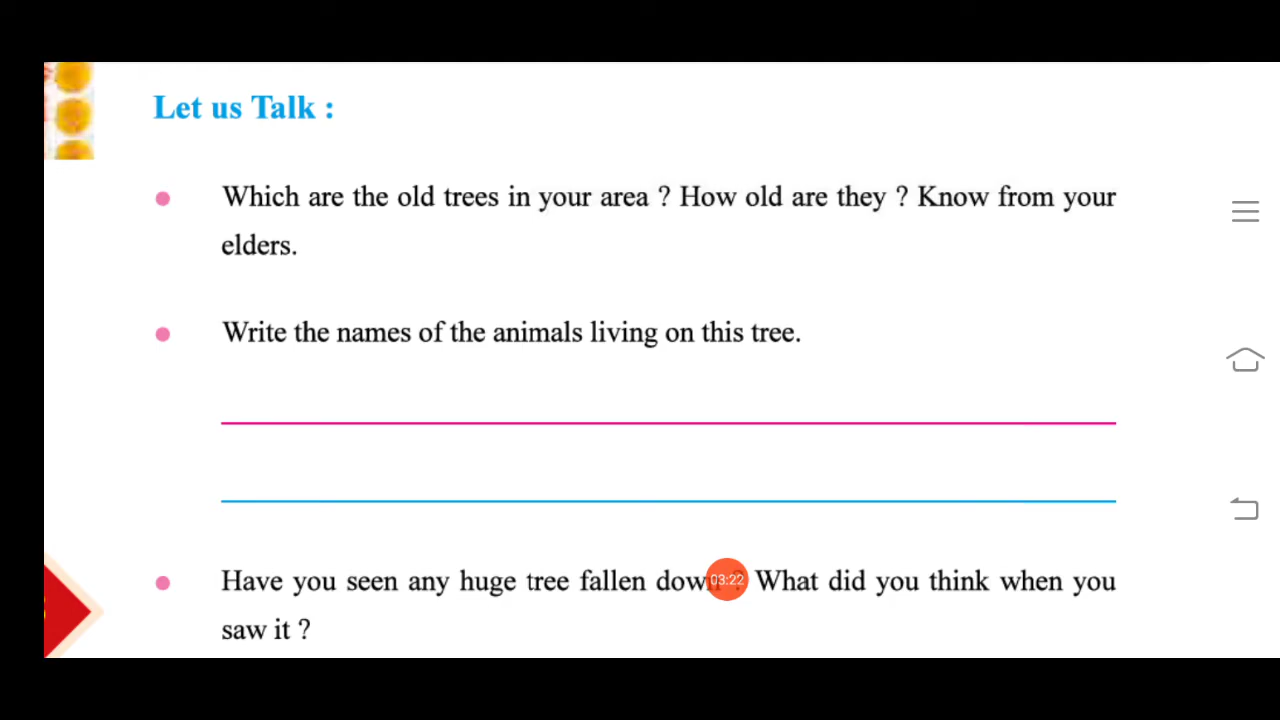 Let us Talk :
Which are the old trees in your area ? How old are they ? Know from your
elders.
Write the names of the animals living on this tree.
Have you seen any huge tree fallen down ? What did you think when you
03:22
saw it ?